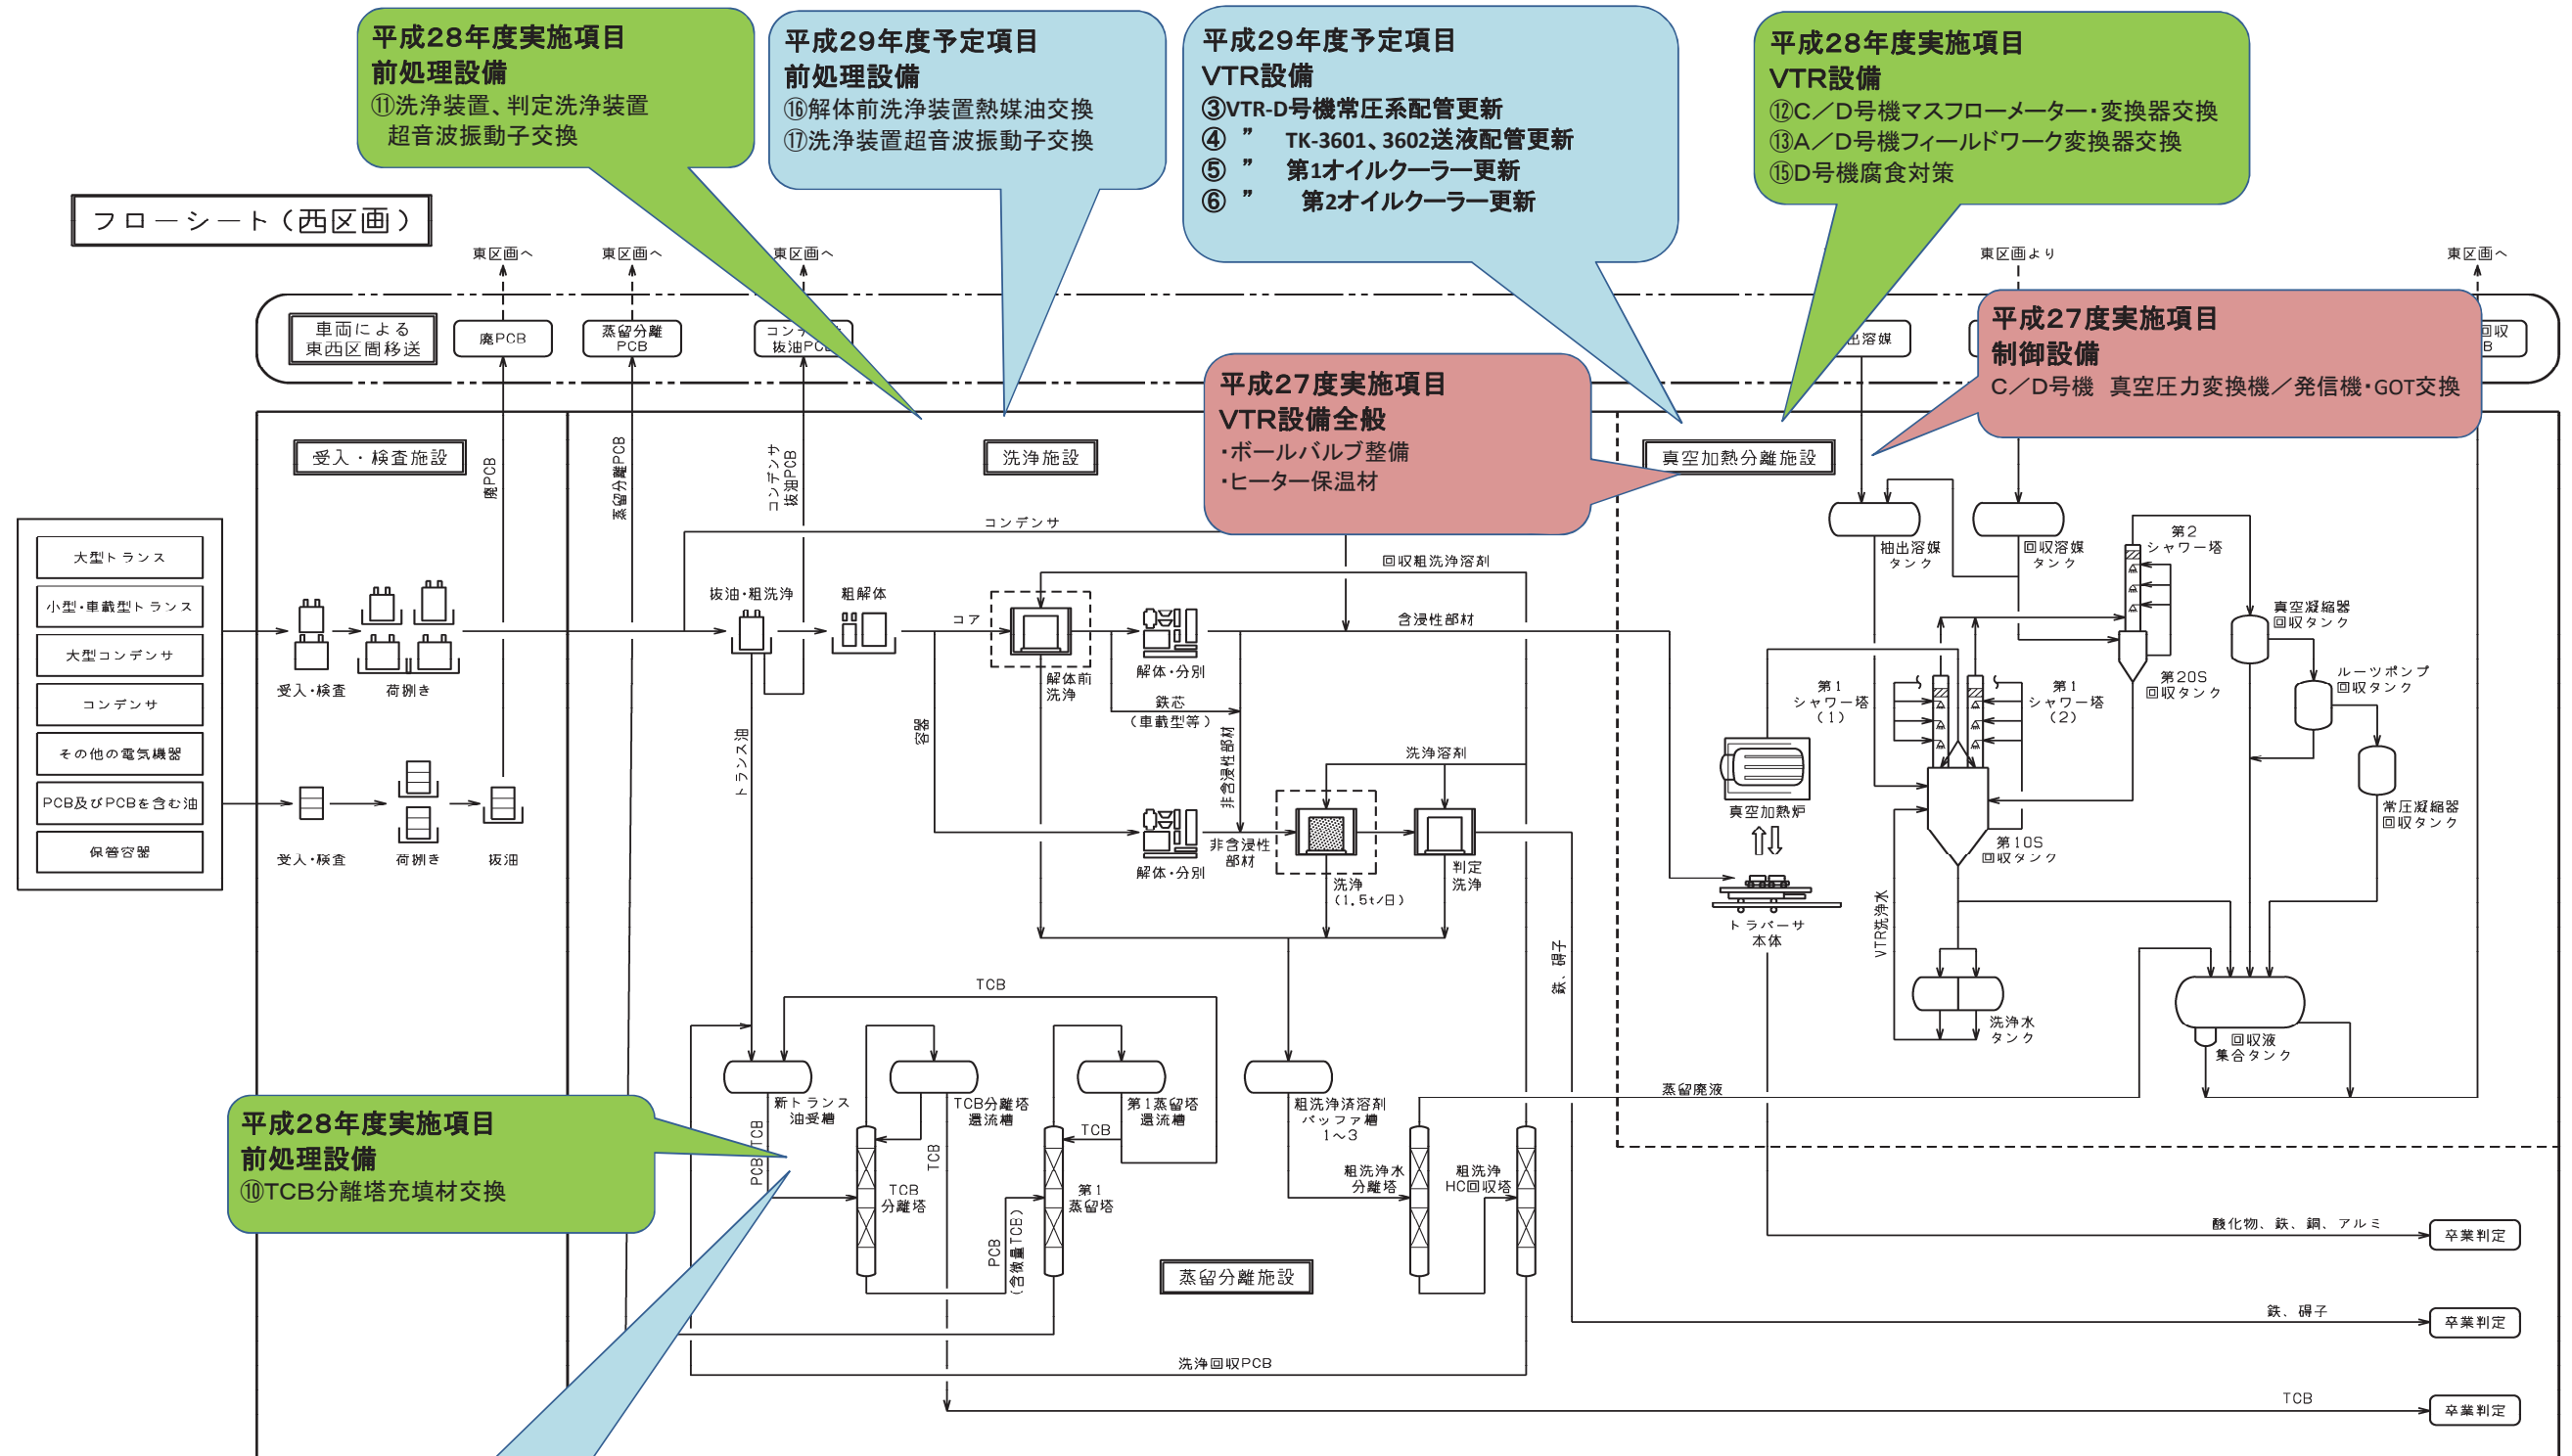 平成28年度実施項目
前処理設備
⑪洗浄装置、判定洗浄装置
超音波振動子交換
平成29年度予定項目
前処理設備
⑯解体前洗浄装置熱媒油交換
⑰洗浄装置超音波振動子交換
平成29年度予定項目
VTR設備
③VTR-D号機常圧系配管更新
④ 〃 TK-3601、3602送液配管更新
⑤ 〃 第1オイルクーラー更新
⑥ 〃 第2オイルクーラー更新
平成28年度実施項目
VTR設備
⑫C／D号機マスフローメーター・変換器交換
⑬A／D号機フィールドワーク変換器交換
⑮D号機腐食対策
フローシート（西区画）
東区画へ
東区画へ
東区画へ
東区画より
東区画へ
車両による
東西区間移送
廃PCB
蒸留分離
PCB
コンデ
抜油PCB
出溶媒
回収
B
平成27度実施項目
制御設備
C／D号機 真空圧力変換機／発信機・GOT交換
平成27度実施項目
VTR設備全般
・ボールバルブ整備
・ヒーター保温材
受入・検査施設
廃PCB
蒸留分離PCB
コンデンサ
抜油PCB
洗浄施設
真空加熱分離施設
大型トランス
小型・車載型トランス
大型コンデンサ
コンデンサ
その他の電気機器
PCB及びPCBを含む油
保管容器
受入・検査
荷捌き
受入・検査
荷捌き
抜油
コンデンサ
抜油・粗洗浄
粗解体
コア
回収粗洗浄溶剤
解体前
洗浄
解体・分別
含浸性部材
鉄芯
（車載型等）
容器
トランス油
非含浸性部材
洗浄溶剤
解体・分別
非含浸性
部材
洗浄
（1.5t/日）
判定
洗浄
鉄、碍子
抽出溶媒
タンク
回収溶媒
タンク
第2
シャワー塔
真空凝縮器
回収タンク
第20S
回収タンク
ルーツポンプ
回収タンク
第1
シャワー塔
（1）
第1
シャワー塔
（2）
常圧凝縮器
回収タンク
真空加熱炉
第10S
回収タンク
トラバーサ
本体
VTR洗浄水
洗浄水
タンク
回収液
集合タンク
TCB
新トランス
油受槽
TCB分離塔
還流槽
第1蒸留塔
還流槽
粗洗浄済溶剤
バッファ槽
1～3
蒸留廃液
平成28年度実施項目
前処理設備
⑩TCB分離塔充填材交換
PCB
TCB
TCB
分離塔
TCB
TCB
第1
蒸留塔
PCB
（含微量TCB）
粗洗浄水
分離塔
粗洗浄
HC回収塔
蒸留分離施設
酸化物、鉄、銅、アルミ
卒業判定
鉄、碍子
卒業判定
洗浄回収PCB
TCB
卒業判定